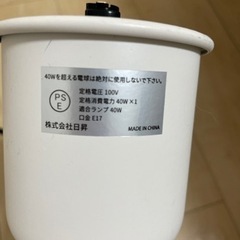 40Wを超える電球は絶対に使用しないで下さい。
PS
E
定格電圧 100V
定格消費電力 40W×1
適合ランプ 40W
口金 E17
株式会社日昇
MADE IN CHINA